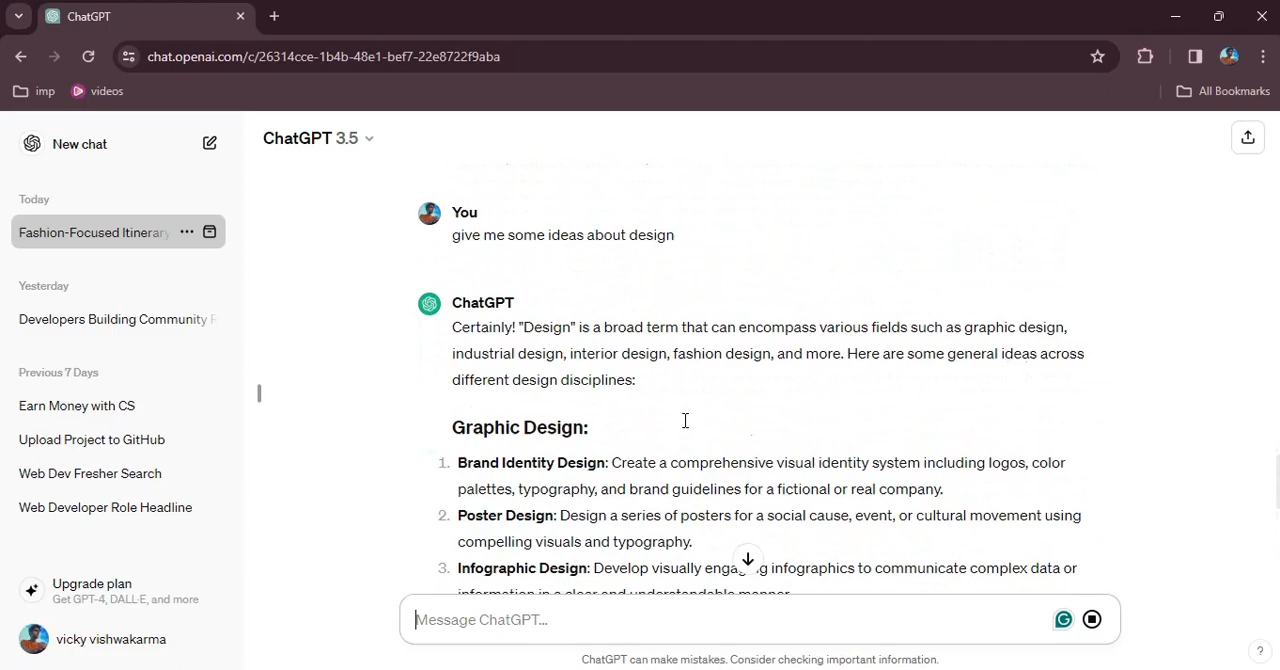 ChatGPT
chat.openai.com/c/26314cce-1b4b-48e1-bef7-22e8722f9aba
imp
videos
All Bookmarks
New chat
Today
Fashion-Focused Itinerary
Yesterday
Developers Building Community
Previous 7 Days
Earn Money with CS
Upload Project to GitHub
Web Dev Fresher Search
Web Developer Role Headline
Upgrade plan
Get GPT-4, DALL·E, and more
vicky vishwakarma
ChatGPT 3.5
You
give me some ideas about design
ChatGPT
Certainly! "Design" is a broad term that can encompass various fields such as graphic design,
industrial design, interior design, fashion design, and more. Here are some general ideas across
different design disciplines:
Graphic Design:
1. Brand Identity Design: Create a comprehensive visual identity system including logos, color
palettes, typography, and brand guidelines for a fictional or real company.
2. Poster Design: Design a series of posters for a social cause, event, or cultural movement using
compelling visuals and typography.
3. Infographic Design: Develop visually engaging infographics to communicate complex data or
information in a clear and understandable manner.
Message ChatGPT...
ChatGPT can make mistakes. Consider checking important information.
?